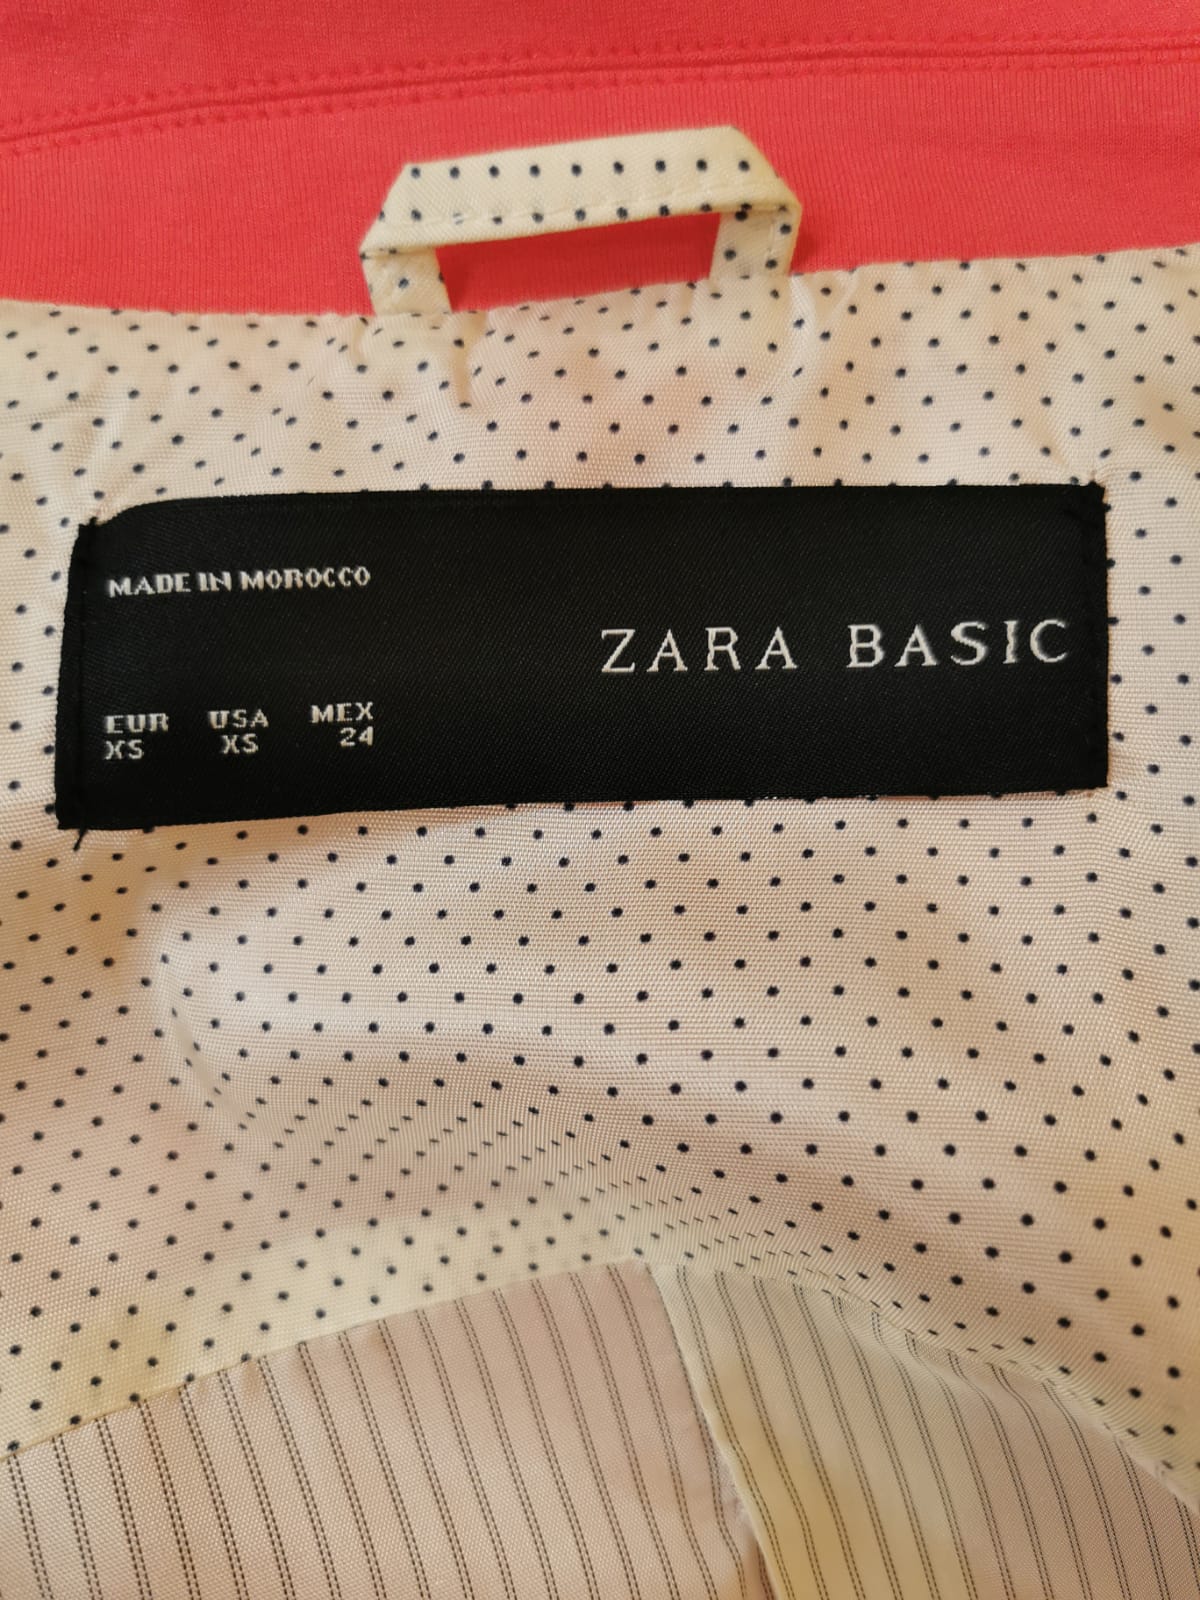 MADE IN MOROCCO
ZARA BASIC
EUR USA MEX
XS XS 24